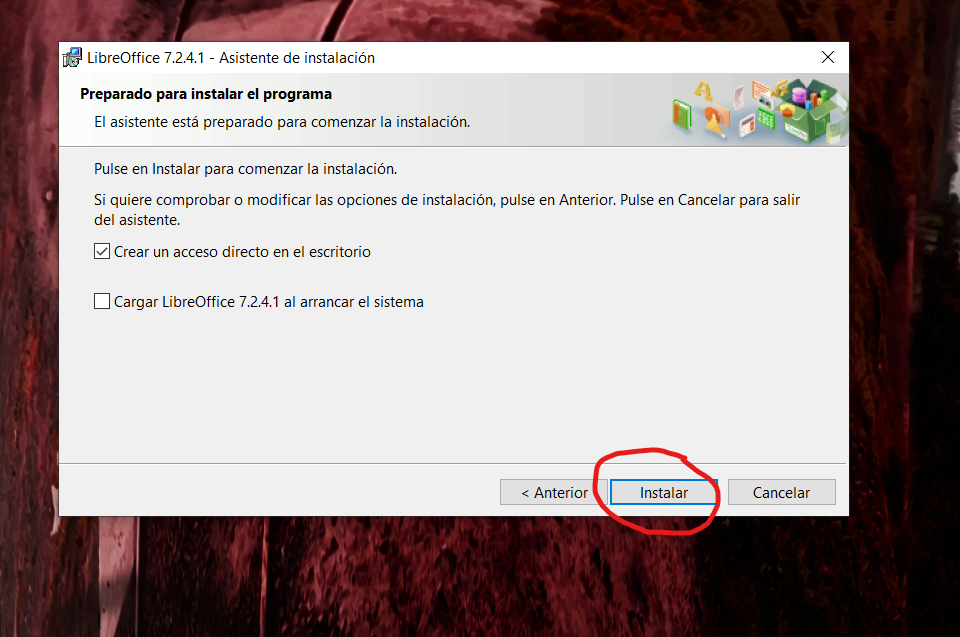 LibreOffice 7.2.4.1 - Asistente de instalación
Preparado para instalar el programa
El asistente está preparado para comenzar la instalación.
Pulse en Instalar para comenzar la instalación.
Si quiere comprobar o modificar las opciones de instalación, pulse en Anterior. Pulse en Cancelar para salir
del asistente.
Crear un acceso directo en el escritorio
Cargar LibreOffice 7.2.4.1 al arrancar el sistema
< Anterior Instalar Cancelar